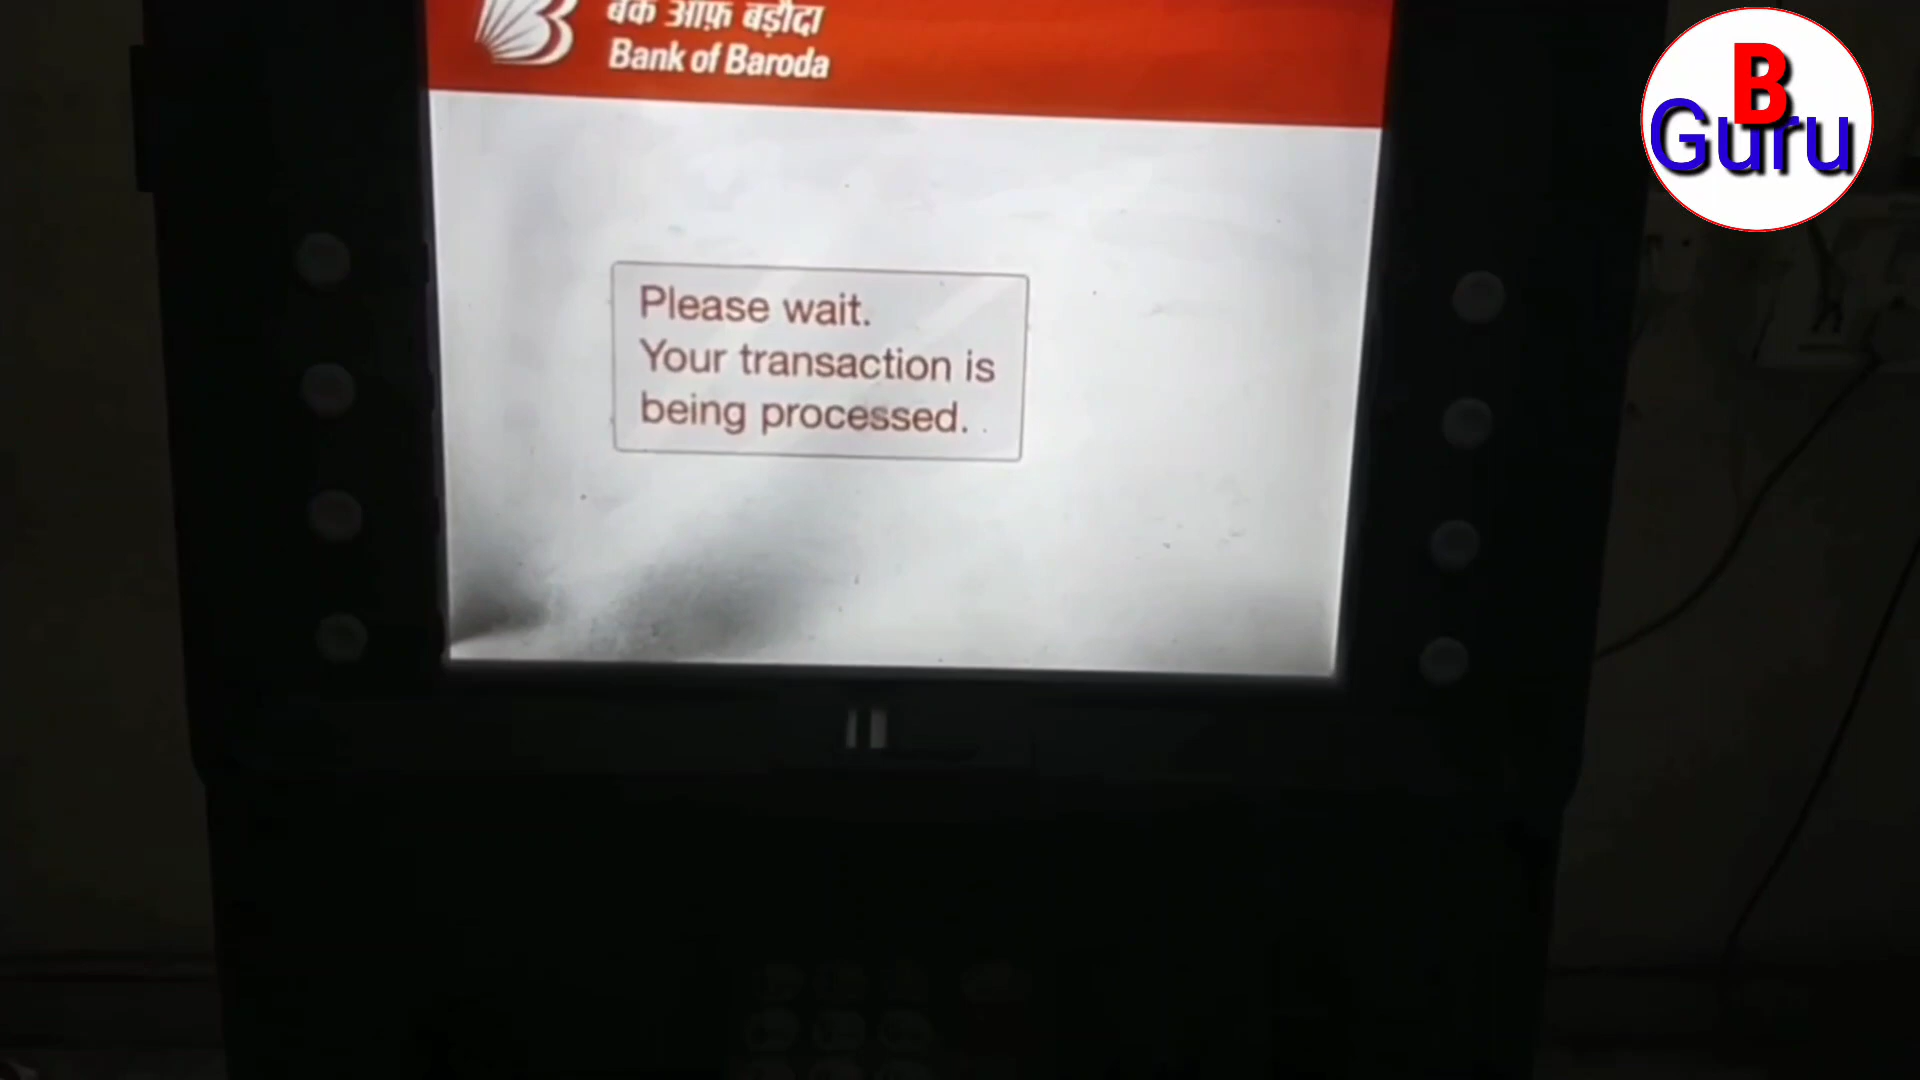 बैंक ऑफ़ बड़ौदा
Bank of Baroda
B
Guru
Please wait.
Your transaction is
being processed.